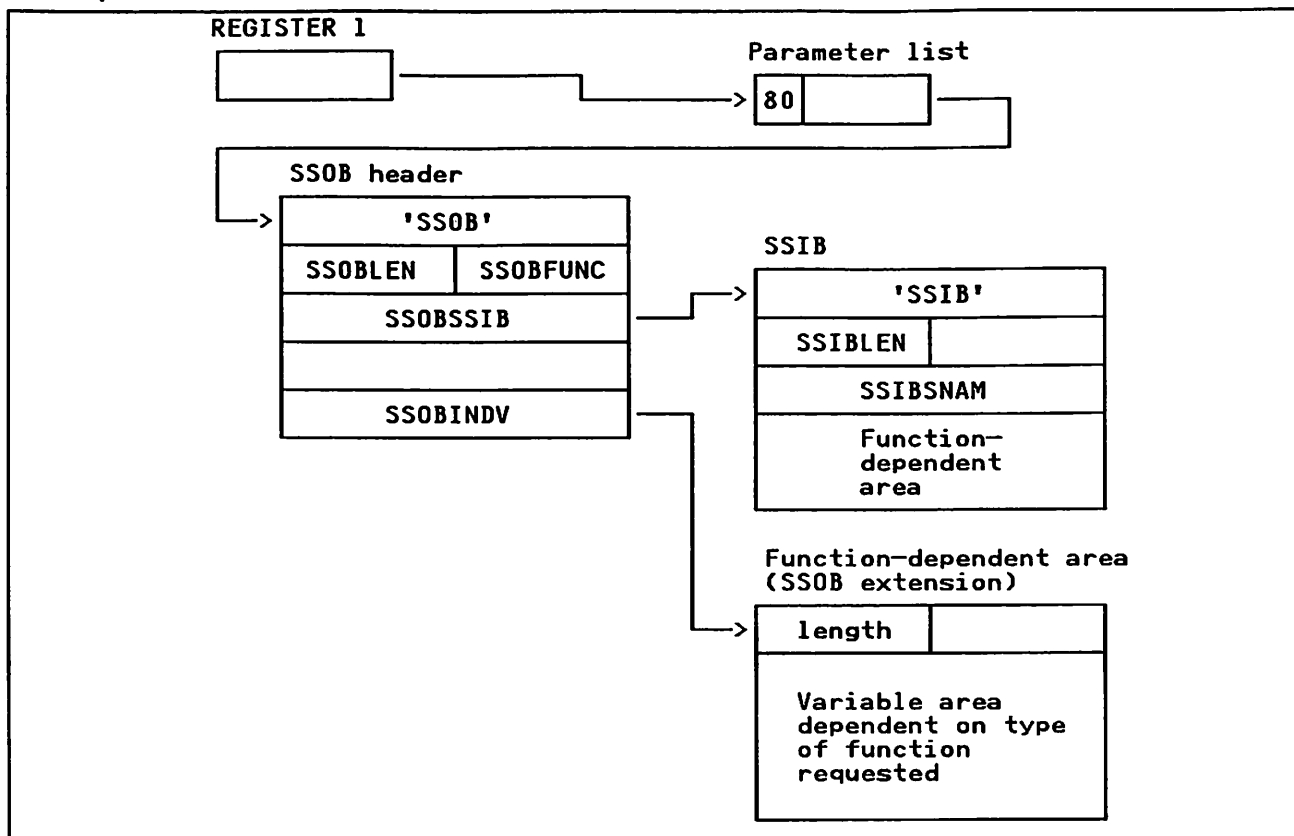 REGISTER 1
Parameter list
80
SSOB header
'SSOB'
SSOBLEN SSOBFUNC
SSOBSSIB
SSOBINDV
SSIB
'SSIB'
SSIBLEN
SSIBSNAM
Function-
dependent
area
Function-dependent area
(SSOB extension)
length
Variable area
dependent on type
of function
requested